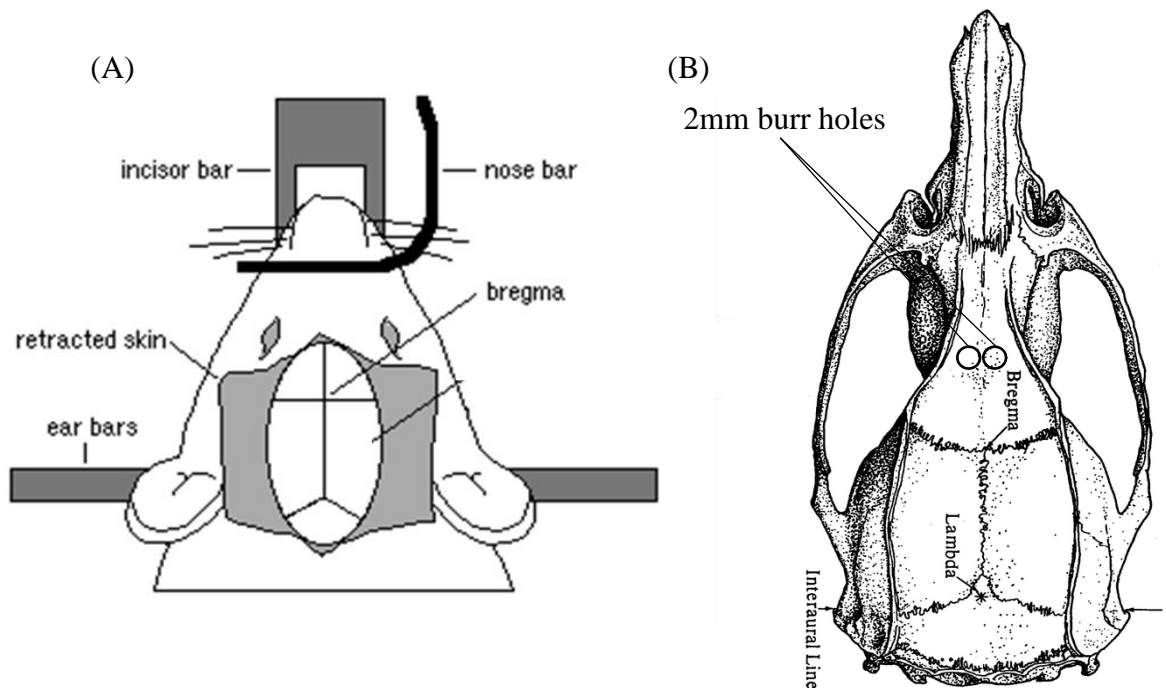 (A)
(B)
2mm burr holes
incisor bar
nose bar
bregma
retracted skin
ear bars
Bregma
Lambda
Interaural Line